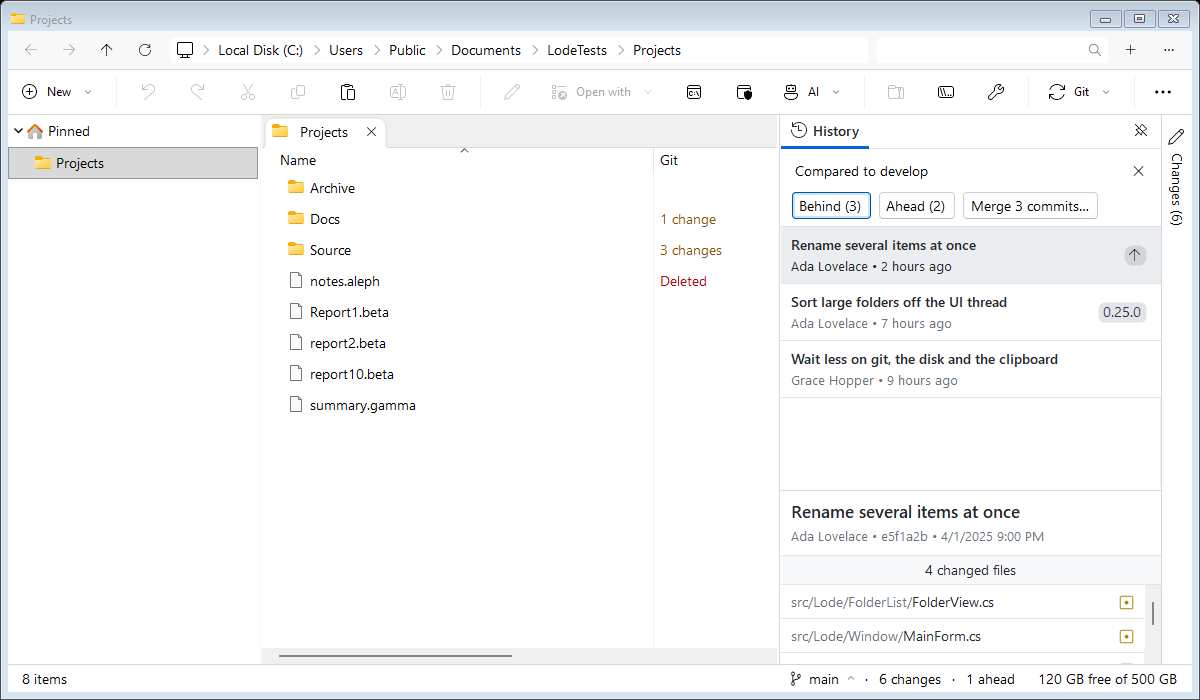 Projects
Local Disk (C:) Users Public Documents LodeTests Projects
New Open with AI Git
Pinned
Projects
Projects
Name Git
Archive
Docs 1 change
Source 3 changes
notes.aleph Deleted
Report1.beta
report2.beta
report10.beta
summary.gamma
History
Compared to develop
Behind (3) Ahead (2) Merge 3 commits...
Rename several items at once
Ada Lovelace • 2 hours ago
Sort large folders off the UI thread
Ada Lovelace • 7 hours ago
0.25.0
Wait less on git, the disk and the clipboard
Grace Hopper • 9 hours ago
Rename several items at once
Ada Lovelace • e5f1a2b • 4/1/2025 9:00 PM
4 changed files
src/Lode/FolderList/FolderView.cs
src/Lode/Window/MainForm.cs
Changes (6)
8 items main · 6 changes · 1 ahead 120 GB free of 500 GB